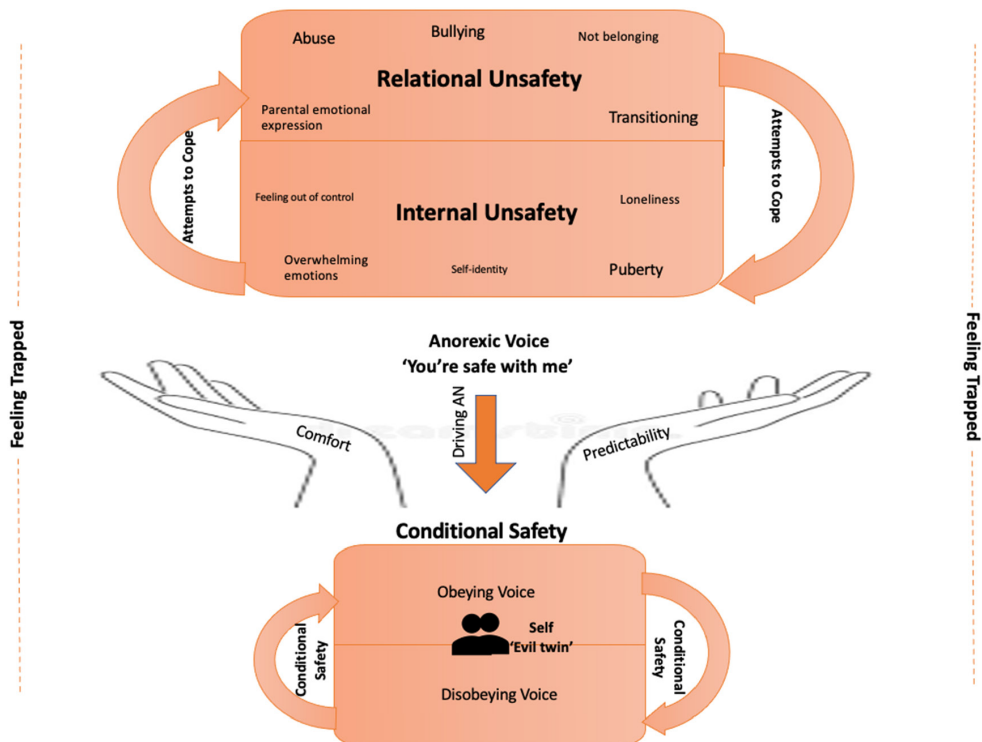 Abuse
Bullying
Not belonging
Relational Unsafety
Parental emotional
expression
Transitioning
Attempts to Cope
Attempts to Cope
Feeling out of control
Internal Unsafety
Loneliness
Overwhelming
emotions
Self-identity
Puberty
Feeling Trapped
Feeling Trapped
Anorexic Voice
‘You’re safe with me’
Driving AN
Comfort
Predictability
Conditional Safety
Obeying Voice
Self
‘Evil twin’
Conditional
Safety
Conditional
Safety
Disobeying Voice